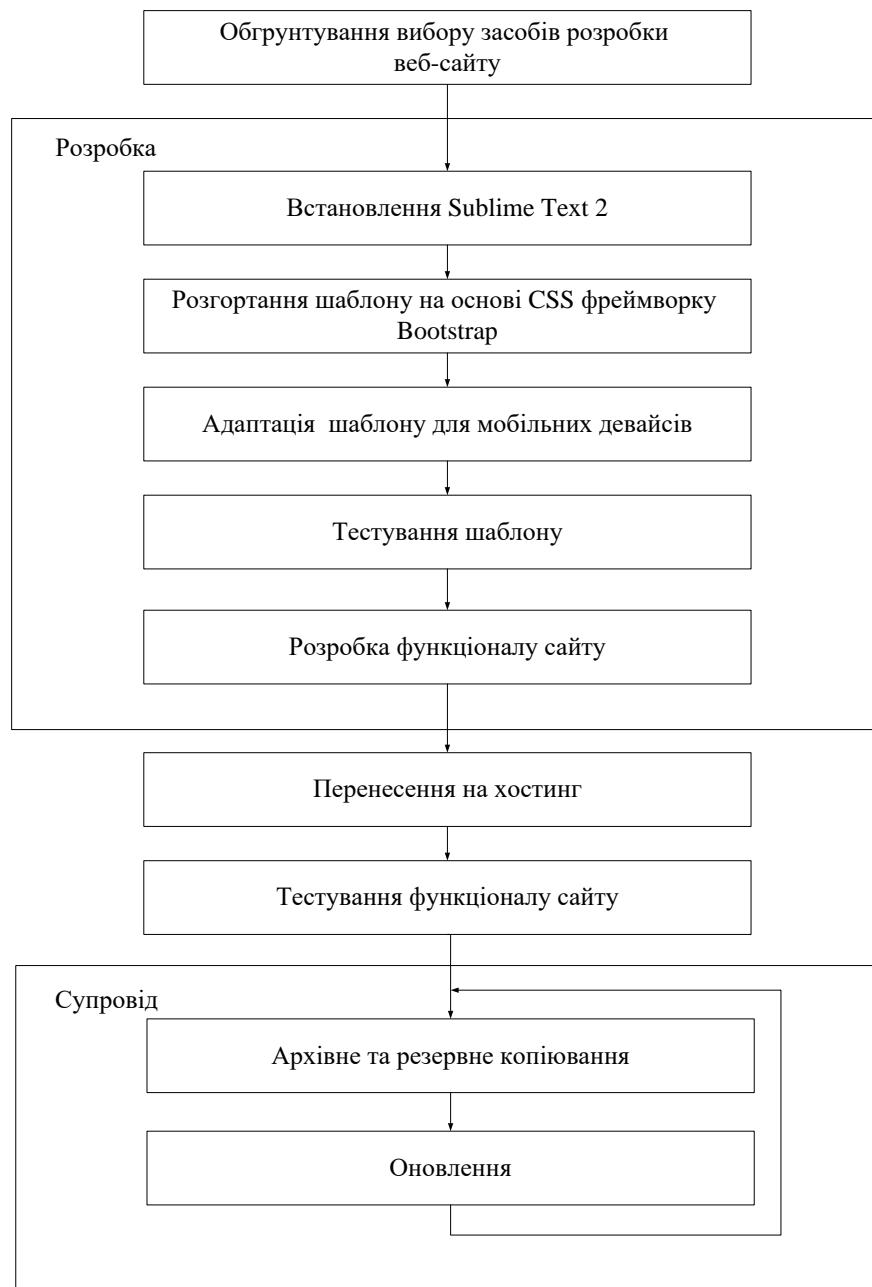 Обгрунтування вибору засобів розробки
веб-сайту
Розробка
Встановлення Sublime Text 2
Розгортання шаблону на основі CSS фреймворку
Bootstrap
Адаптація шаблону для мобільних девайсів
Тестування шаблону
Розробка функціоналу сайту
Перенесення на хостинг
Тестування функціоналу сайту
Супровід
Архівне та резервне копіювання
Оновлення